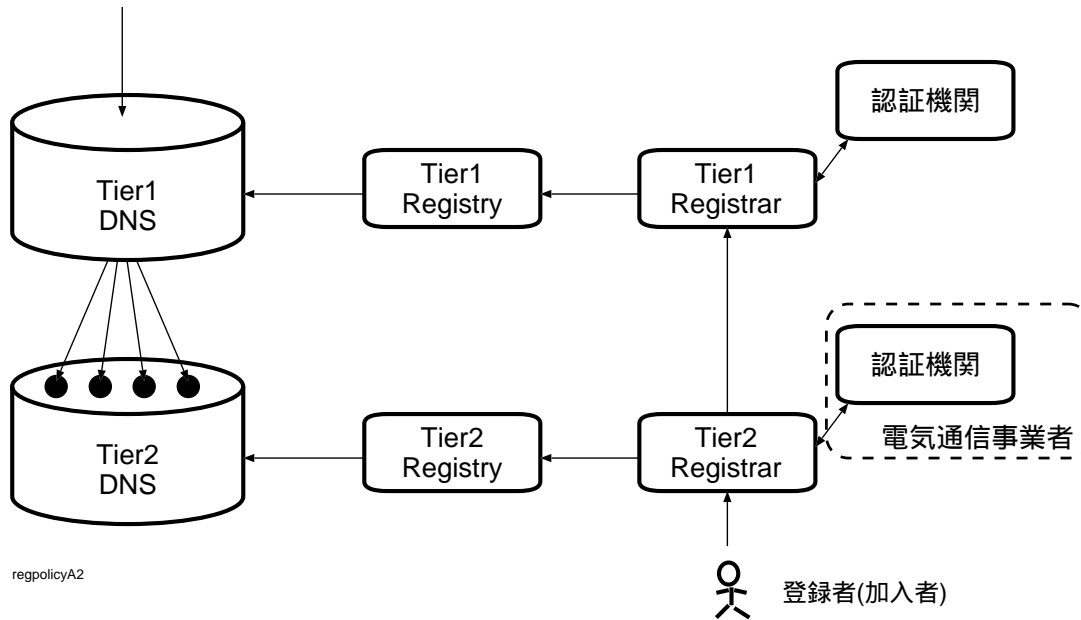 認証機関
Tier1
DNS
Tier1
Registry
Tier1
Registrar
認証機関
電気通信事業者
Tier2
DNS
Tier2
Registry
Tier2
Registrar
regpolicyA2
登録者(加入者)